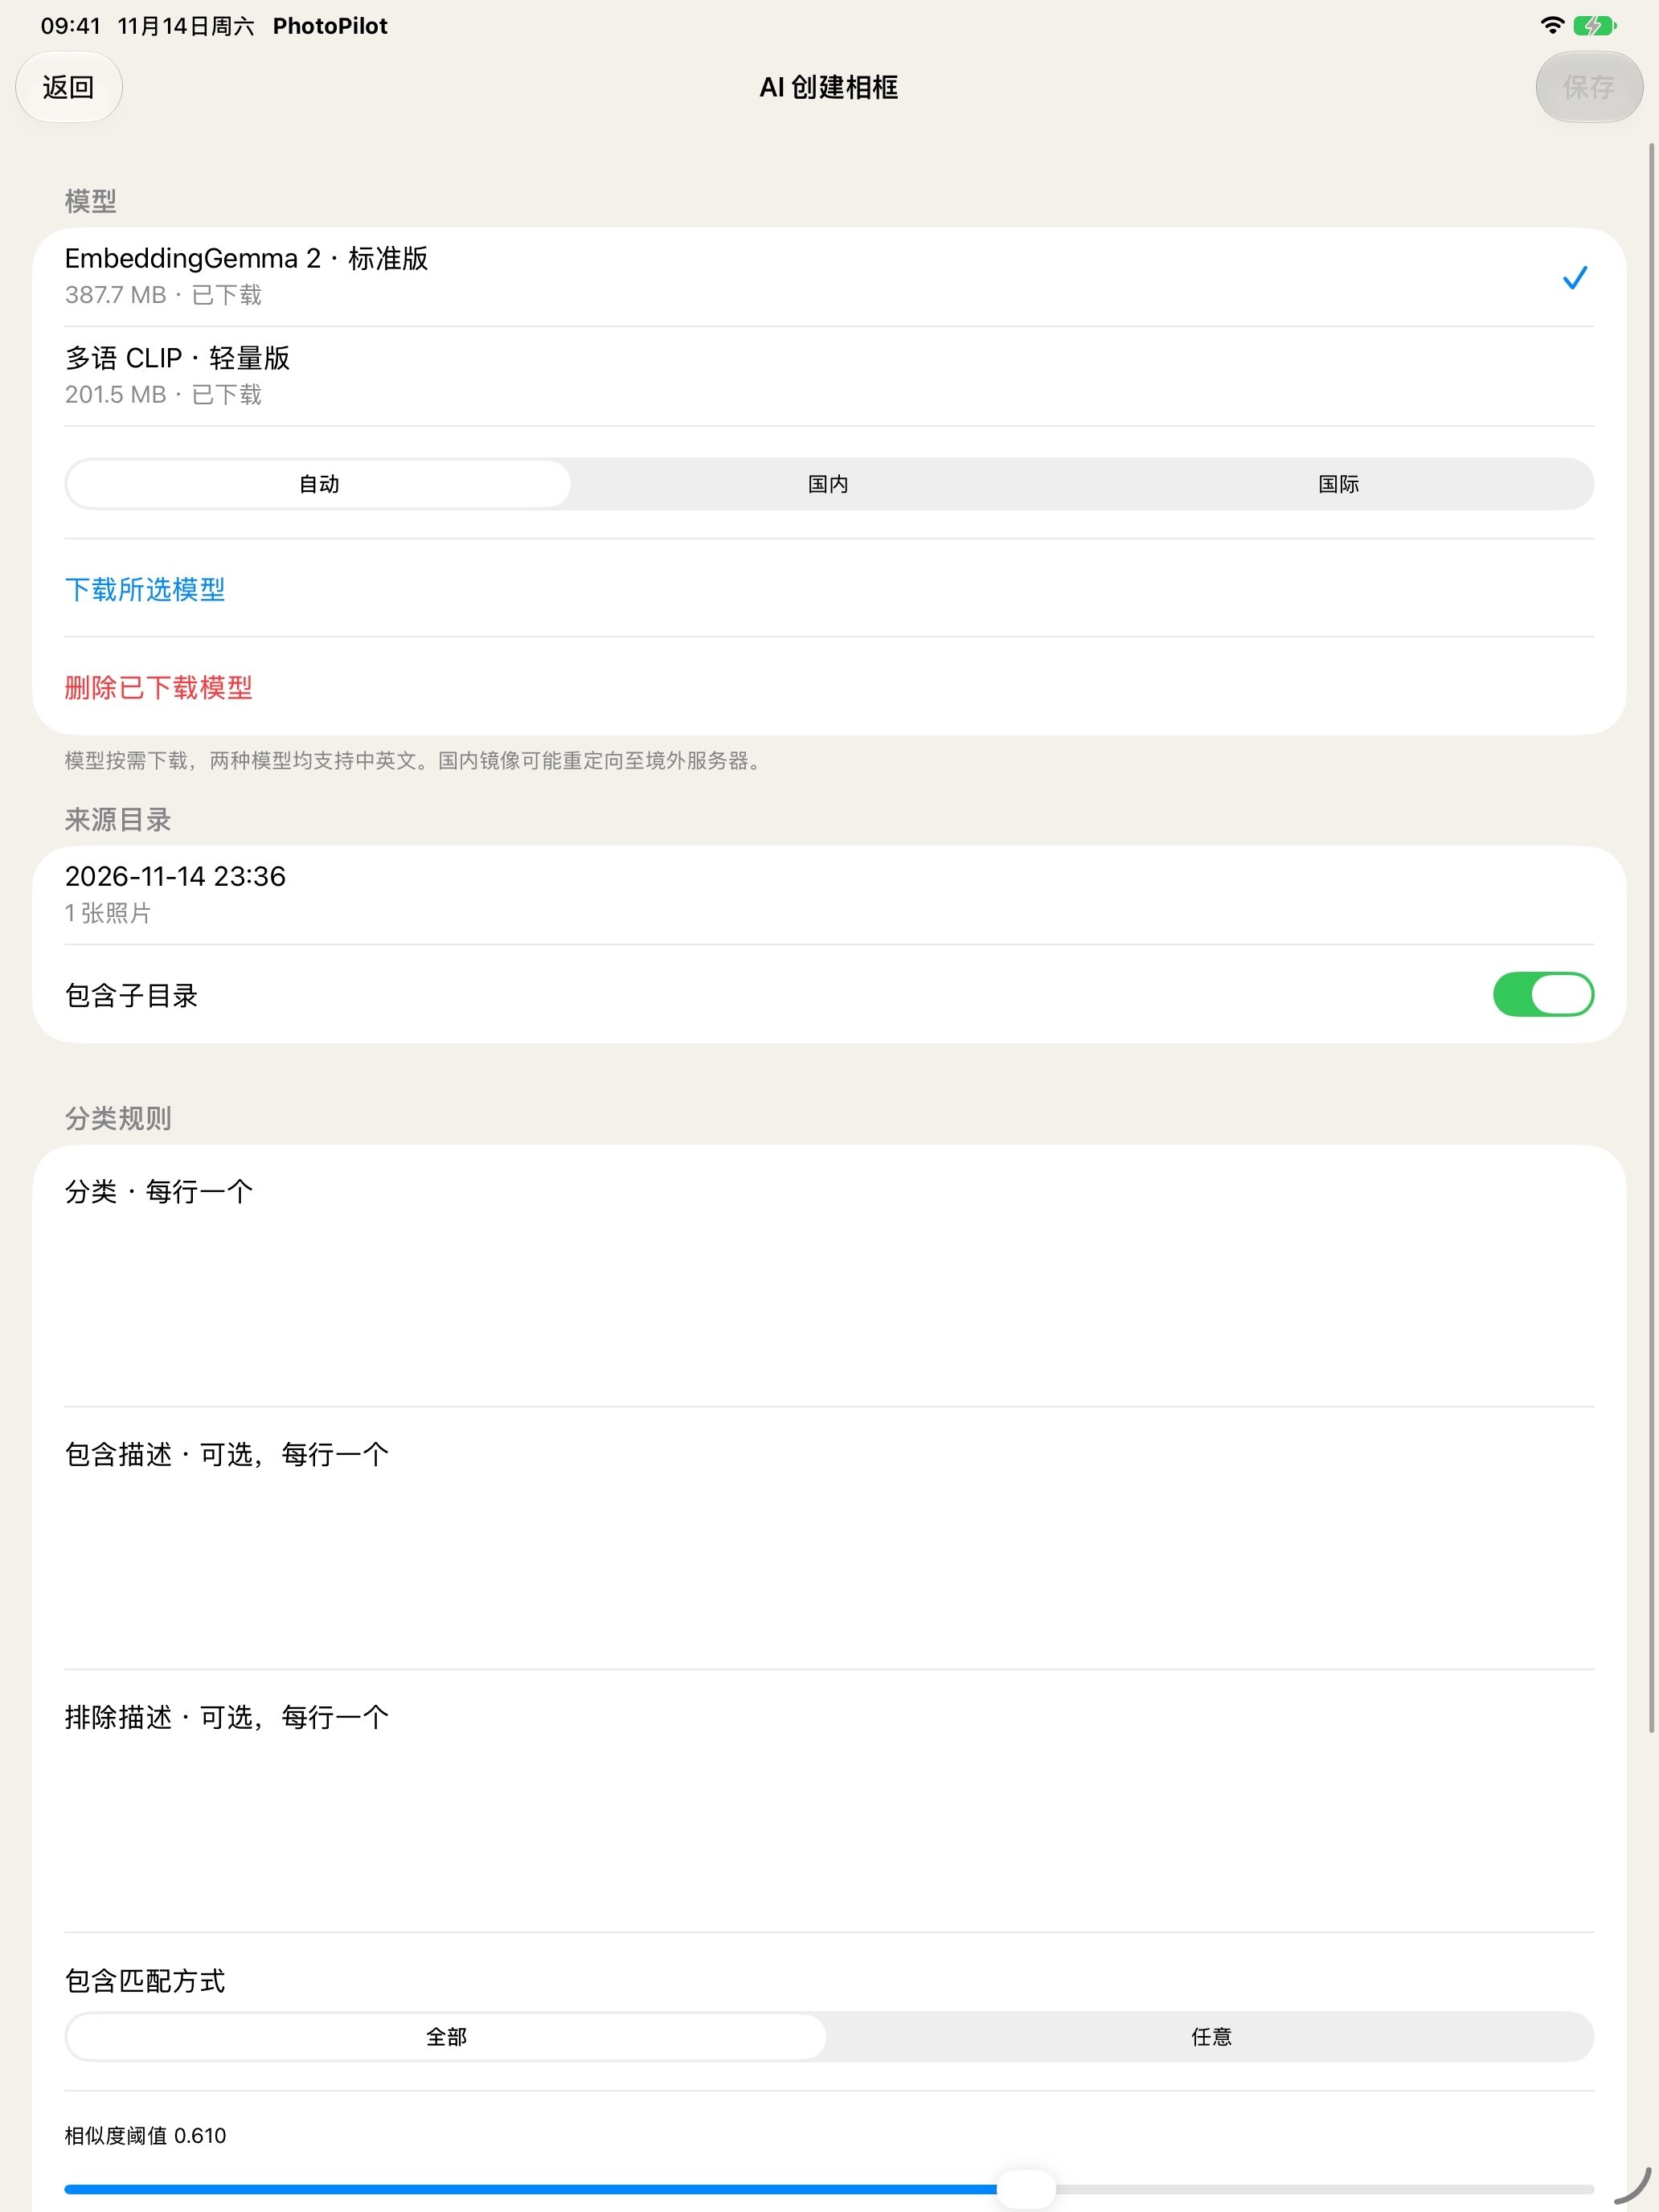 09:41 11月14日周六 PhotoPilot
返回
AI 创建相框
保存
模型
EmbeddingGemma 2 · 标准版
387.7 MB · 已下载
多语 CLIP · 轻量版
201.5 MB · 已下载
自动 国内 国际
下载所选模型
删除已下载模型
模型按需下载，两种模型均支持中英文。国内镜像可能重定向至境外服务器。
来源目录
2026-11-14 23:36
1 张照片
包含子目录
分类规则
分类 · 每行一个
包含描述 · 可选，每行一个
排除描述 · 可选，每行一个
包含匹配方式
全部 任意
相似度阈值 0.610